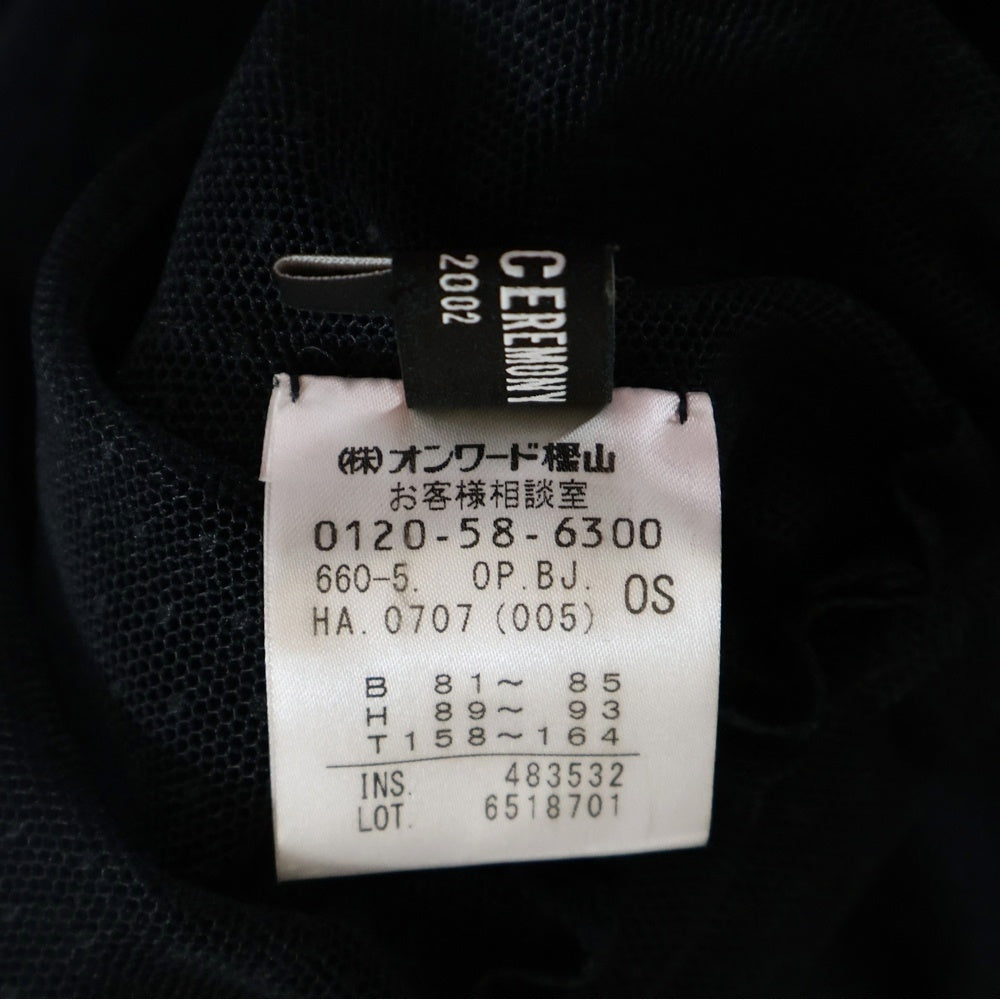 CEREMONY
2002
(株)オンワード樫山
お客様相談室
0120-58-6300
660-5. OP.BJ.
HA. 0707 (005) OS
B 81～ 85
H 89～ 93
T158～164
INS. 483532
LOT. 6518701